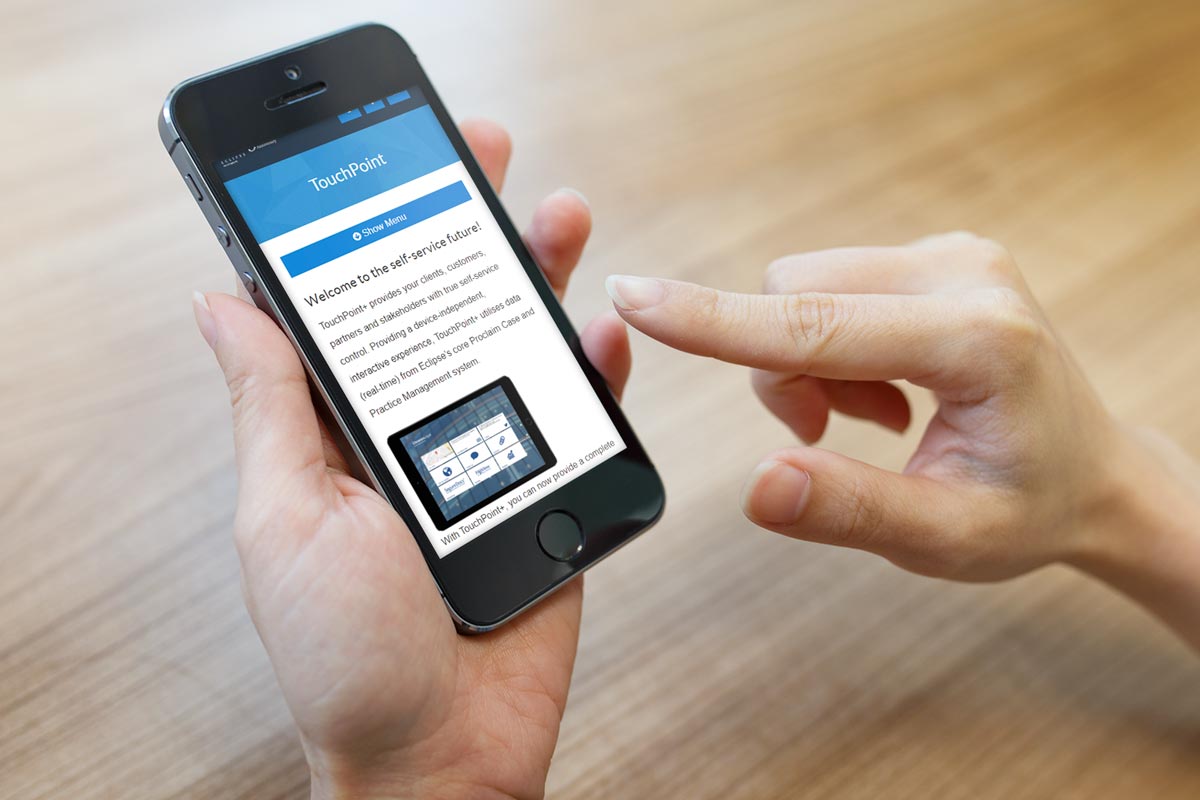 TouchPoint
Show Menu
Welcome to the self-service future!
TouchPoint+ provides your clients, customers,
partners and stakeholders with true self-service
control. Providing a device-independent,
interactive experience, TouchPoint+ utilises data
(real-time) from Eclipse's core Proclaim Case and
Practice Management system.
With TouchPoint+, you can now provide a complete